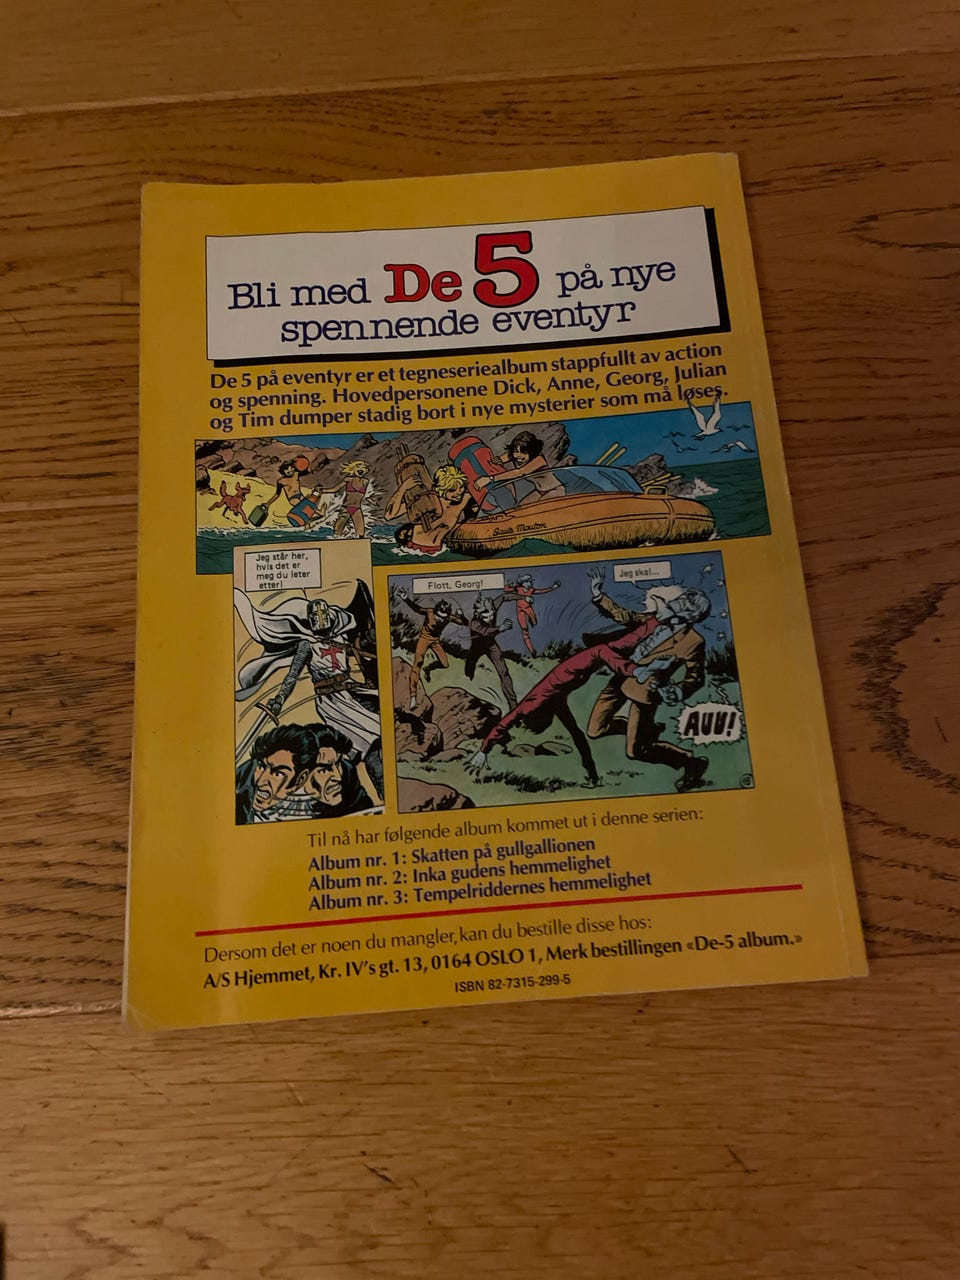 Bli med De 5 på nye
spennende eventyr
De 5 på eventyr er et tegneseriealbum stappfullt av action
og spenning. Hovedpersonene Dick, Anne, Georg, Julian
og Tim dumper stadig bort i nye mysterier som må løses.
Sans Mouton
Jeg står her,
hvis det er
meg du leter
etter!
Flott, Georg!
Jeg skal...
AUU!
Til nå har følgende album kommet ut i denne serien:
Album nr. 1: Skatten på gullgallionen
Album nr. 2: Inka gudens hemmelighet
Album nr. 3: Tempelriddernes hemmelighet
Dersom det er noen du mangler, kan du bestille disse hos:
A/S Hjemmet, Kr. IV's gt. 13, 0164 OSLO 1, Merk bestillingen «De-5 album.»
ISBN 82-7315-299-5